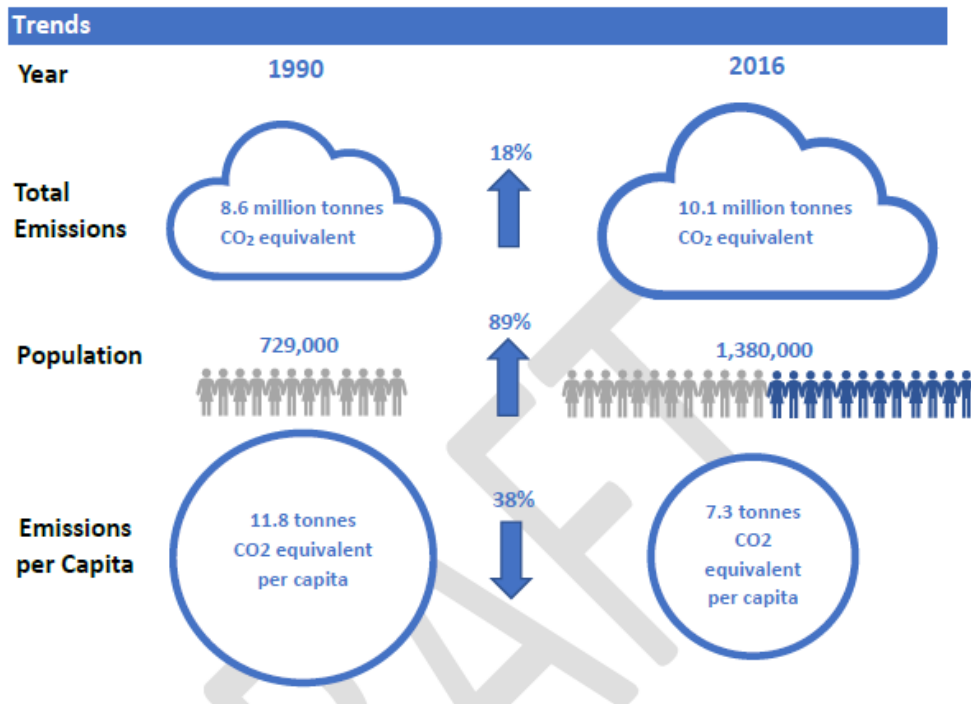 Trends
Year
1990
2016
Total
Emissions
8.6 million tonnes
CO₂ equivalent
18%
10.1 million tonnes
CO₂ equivalent
Population
729,000
89%
1,380,000
Emissions
per Capita
11.8 tonnes
CO2 equivalent
per capita
38%
7.3 tonnes
CO2
equivalent
per capita
DRAFT